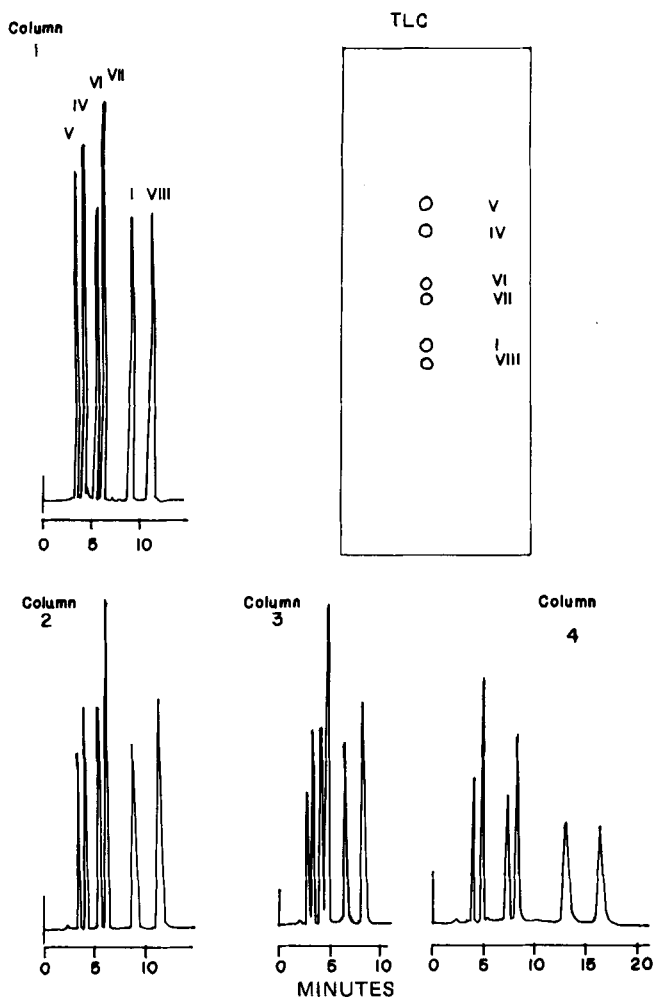 Column
1
V
IV
VI
VII
I
VIII
0 5 10
TLC
V
IV
VI
VII
I
VIII
Column
2
0 5 10
Column
3
0 5 10
Column
4
0 5 10 15 20
MINUTES